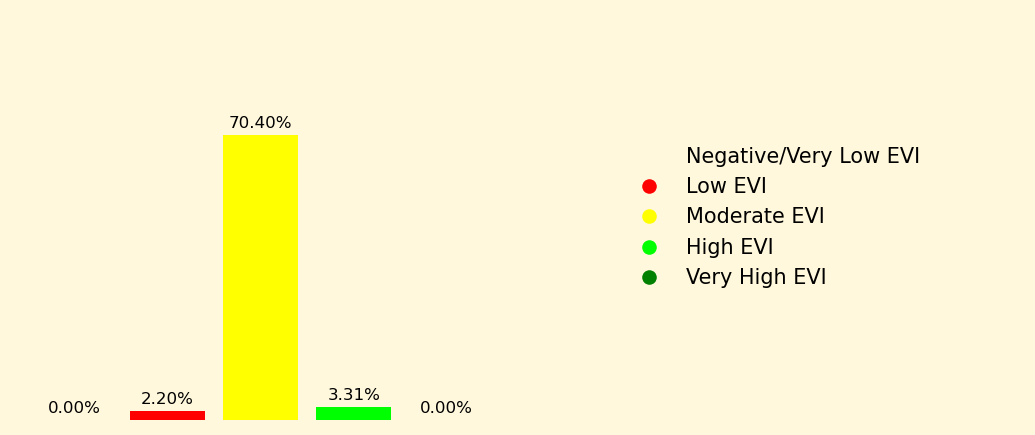 70.40%
2.20%
3.31%
0.00%
0.00%
Negative/Very Low EVI
Low EVI
Moderate EVI
High EVI
Very High EVI